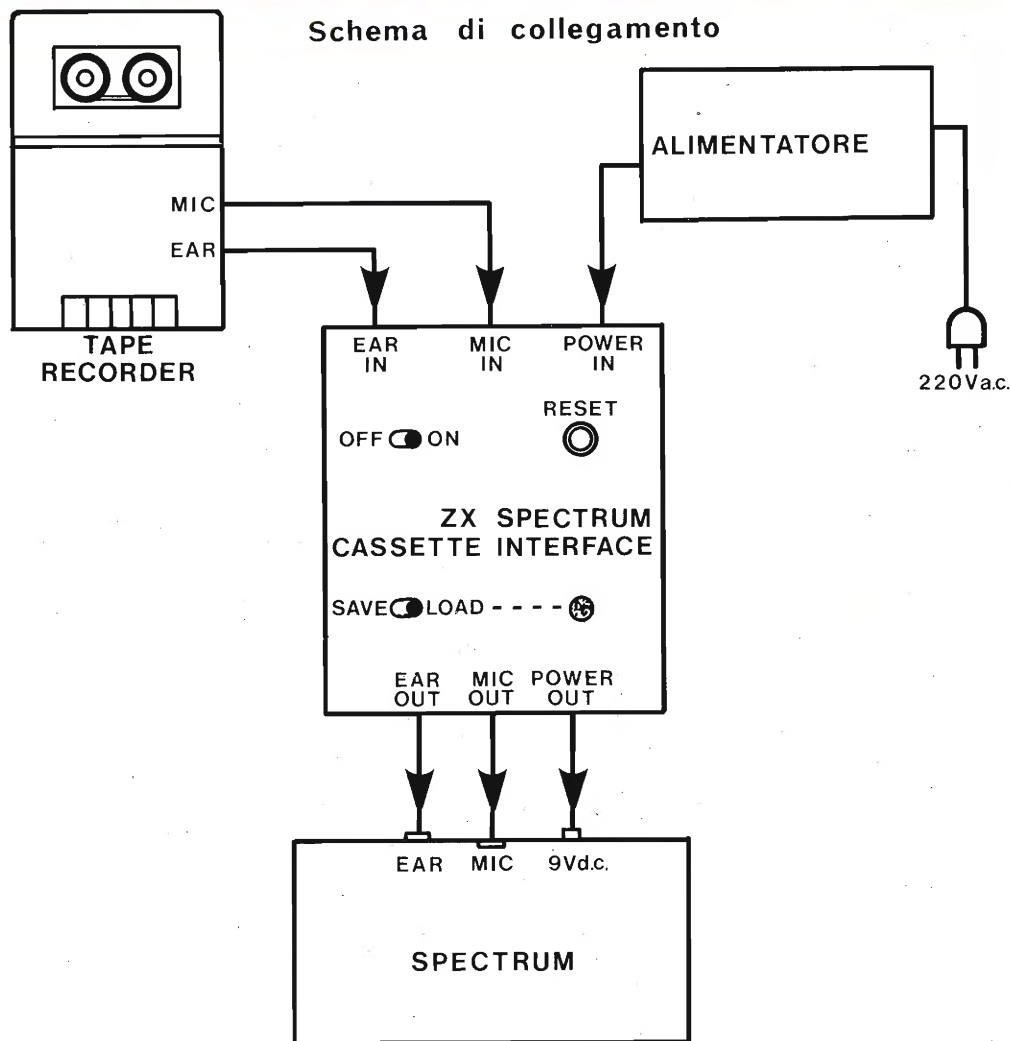 Schema di collegamento
ALIMENTATORE
MIC
EAR
TAPE
RECORDER
220Va.c.
EAR IN
MIC IN
POWER IN
RESET
OFF ON
ZX SPECTRUM
CASSETTE INTERFACE
SAVE LOAD
EAR OUT
MIC OUT
POWER OUT
EAR MIC 9Vd.c.
SPECTRUM